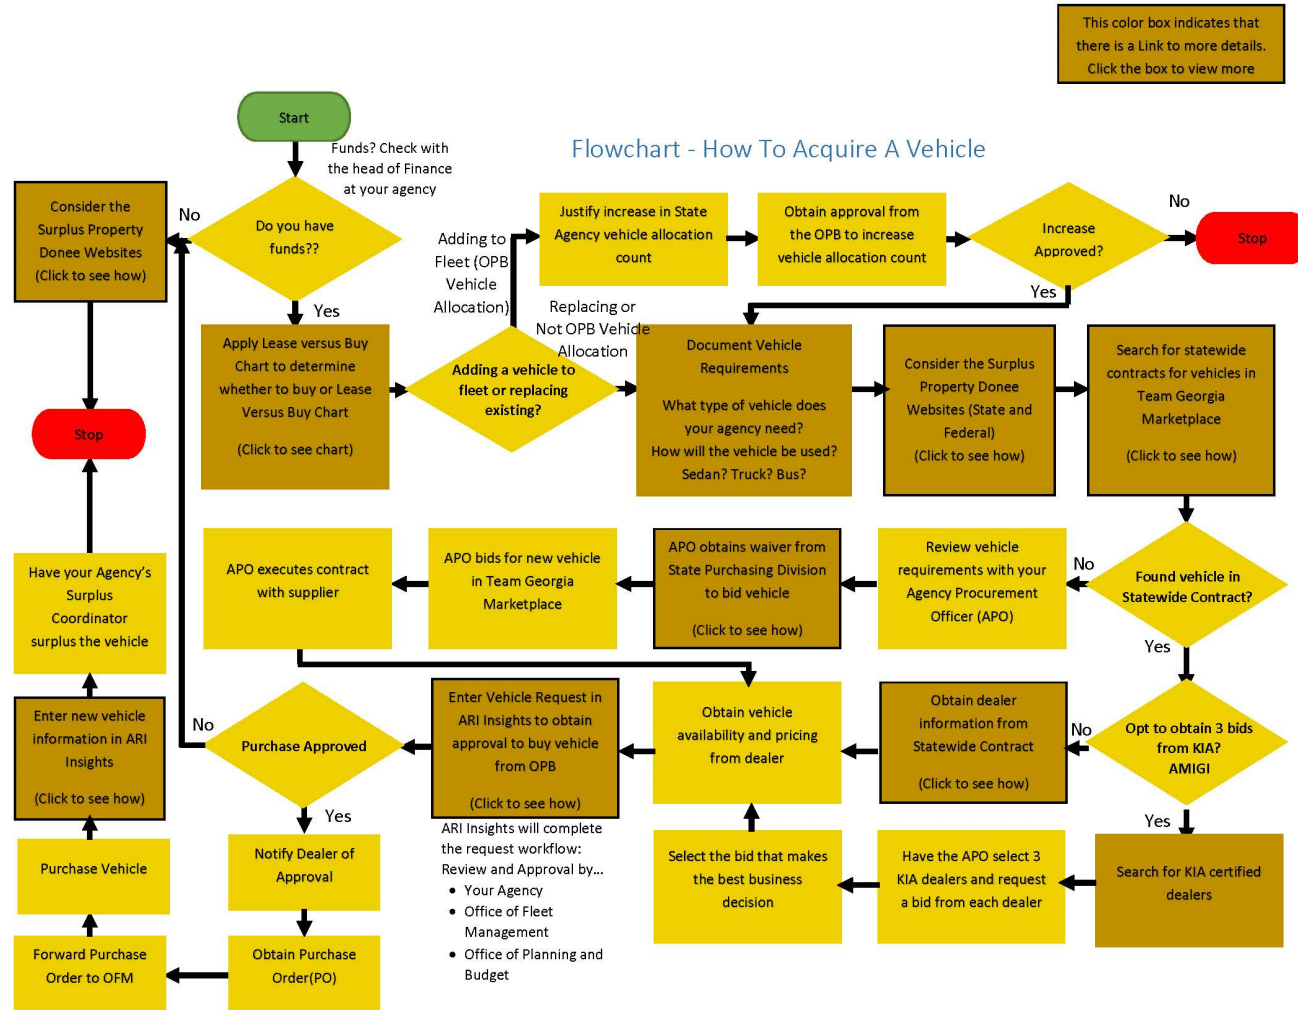 This color box indicates that
there is a Link to more details.
Click the box to view more
Start
Flowchart - How To Acquire A Vehicle
Funds? Check with
the head of Finance
at your agency
Consider the
Surplus Property
Donee Websites
(Click to see how)
No
Do you have
funds??
Yes
Adding to
Fleet (OPB
Vehicle
Allocation)
Justify increase in State
Agency vehicle allocation
count
Obtain approval from
the OPB to increase
vehicle allocation count
Increase
Approved?
No
Stop
Yes
Replacing or
Not OPB Vehicle
Allocation
Apply Lease versus Buy
Chart to determine
whether to buy or Lease
Versus Buy Chart
(Click to see chart)
Adding a vehicle to
fleet or replacing
existing?
Document Vehicle
Requirements
What type of vehicle does
your agency need?
How will the vehicle be used?
Sedan? Truck? Bus?
Consider the Surplus
Property Donee
Websites (State and
Federal)
(Click to see how)
Search for statewide
contracts for vehicles in
Team Georgia
Marketplace
(Click to see how)
Stop
Have your Agency’s
Surplus
Coordinator
surplus the vehicle
APO executes contract
with supplier
APO bids for new vehicle
in Team Georgia
Marketplace
APO obtains waiver from
State Purchasing Division
to bid vehicle
(Click to see how)
Review vehicle
requirements with your
Agency Procurement
Officer (APO)
No
Found vehicle in
Statewide Contract?
Yes
Enter new vehicle
information in ARI
Insights
(Click to see how)
No
Purchase Approved
Yes
Enter Vehicle Request in
ARI Insights to obtain
approval to buy vehicle
from OPB
(Click to see how)
Obtain vehicle
availability and pricing
from dealer
Obtain dealer
information from
Statewide Contract
(Click to see how)
No
Opt to obtain 3 bids
from KIA?
AMIGI
Yes
ARI Insights will complete
the request workflow:
Review and Approval by...
• Your Agency
• Office of Fleet
Management
• Office of Planning and
Budget
Purchase Vehicle
Notify Dealer of
Approval
Select the bid that makes
the best business
decision
Have the APO select 3
KIA dealers and request
a bid from each dealer
Search for KIA certified
dealers
Forward Purchase
Order to OFM
Obtain Purchase
Order(PO)